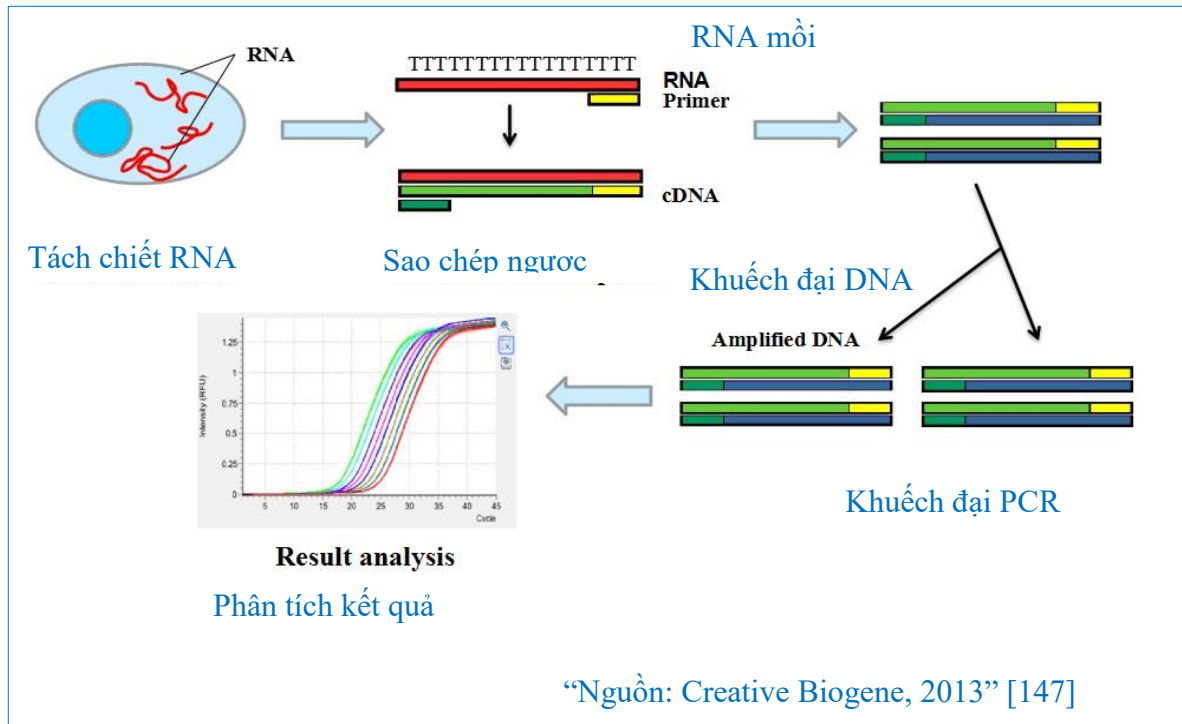 RNA mồi
RNA
TTTTTTTTTTTTTTTTT
RNA
Primer
cDNA
Tách chiết RNA
Sao chép ngược
Khuếch đại DNA
Amplified DNA
Intensity (RFU)
1.25
1
0.75
0.5
0.25
0
5 10 15 20 25 30 35 40 45
Cycle
Khuếch đại PCR
Result analysis
Phân tích kết quả
“Nguồn: Creative Biogene, 2013” [147]